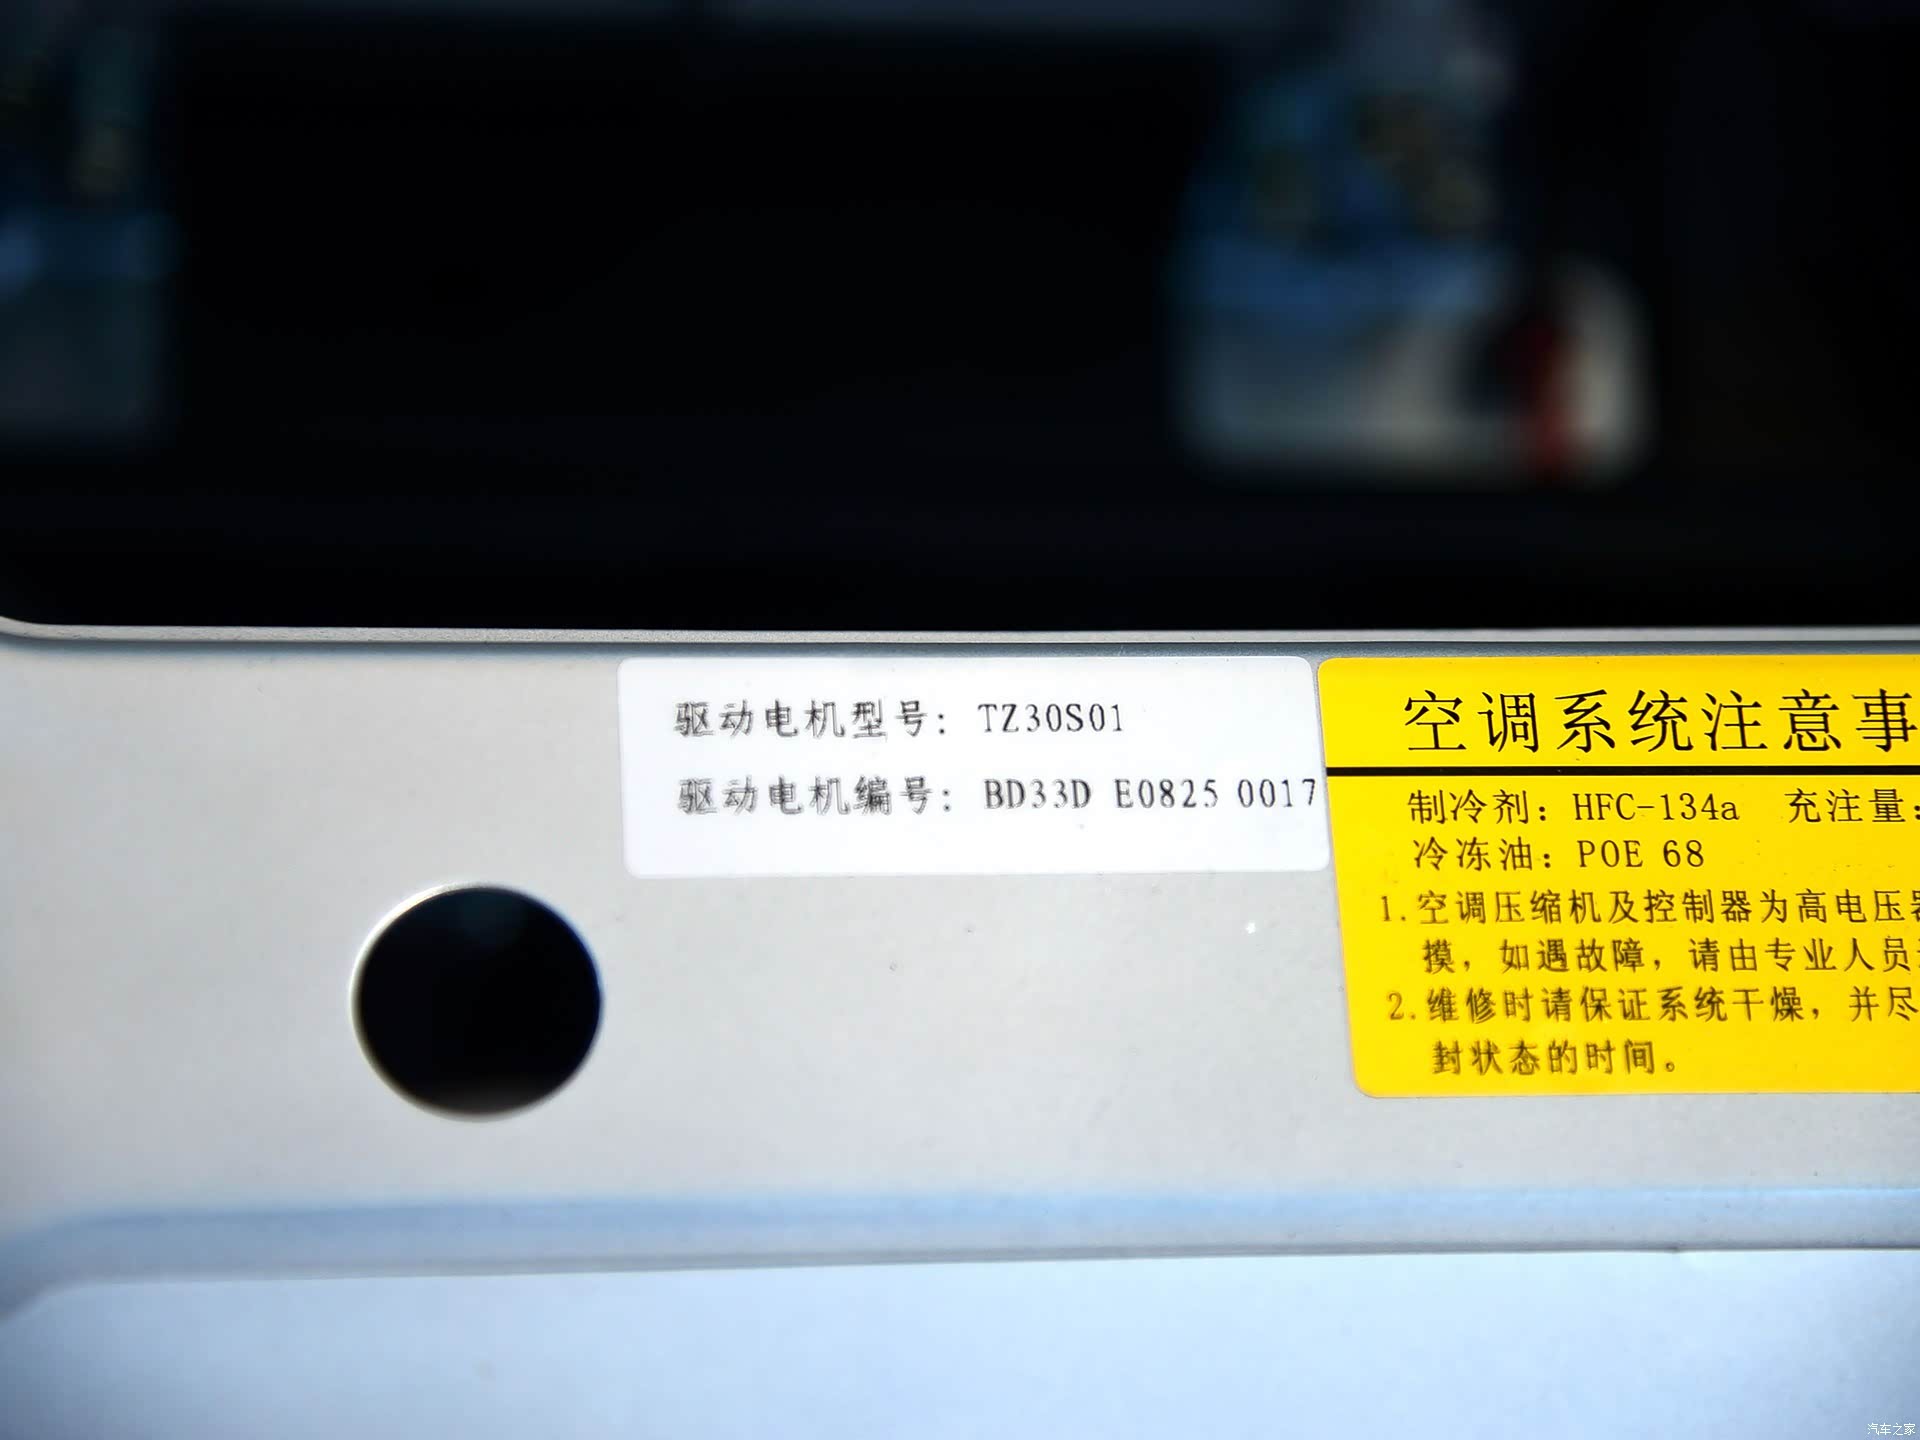 驱动电机型号: TZ30S01
驱动电机编号: BD33D E0825 0017
空调系统注意事
制冷剂: HFC-134a 充注量:
冷冻油: POE 68
1.空调压缩机及控制器为高电压
摸，如遇故障，请由专业人员
2.维修时请保证系统干燥，并尽
封状态的时间。
汽车之家